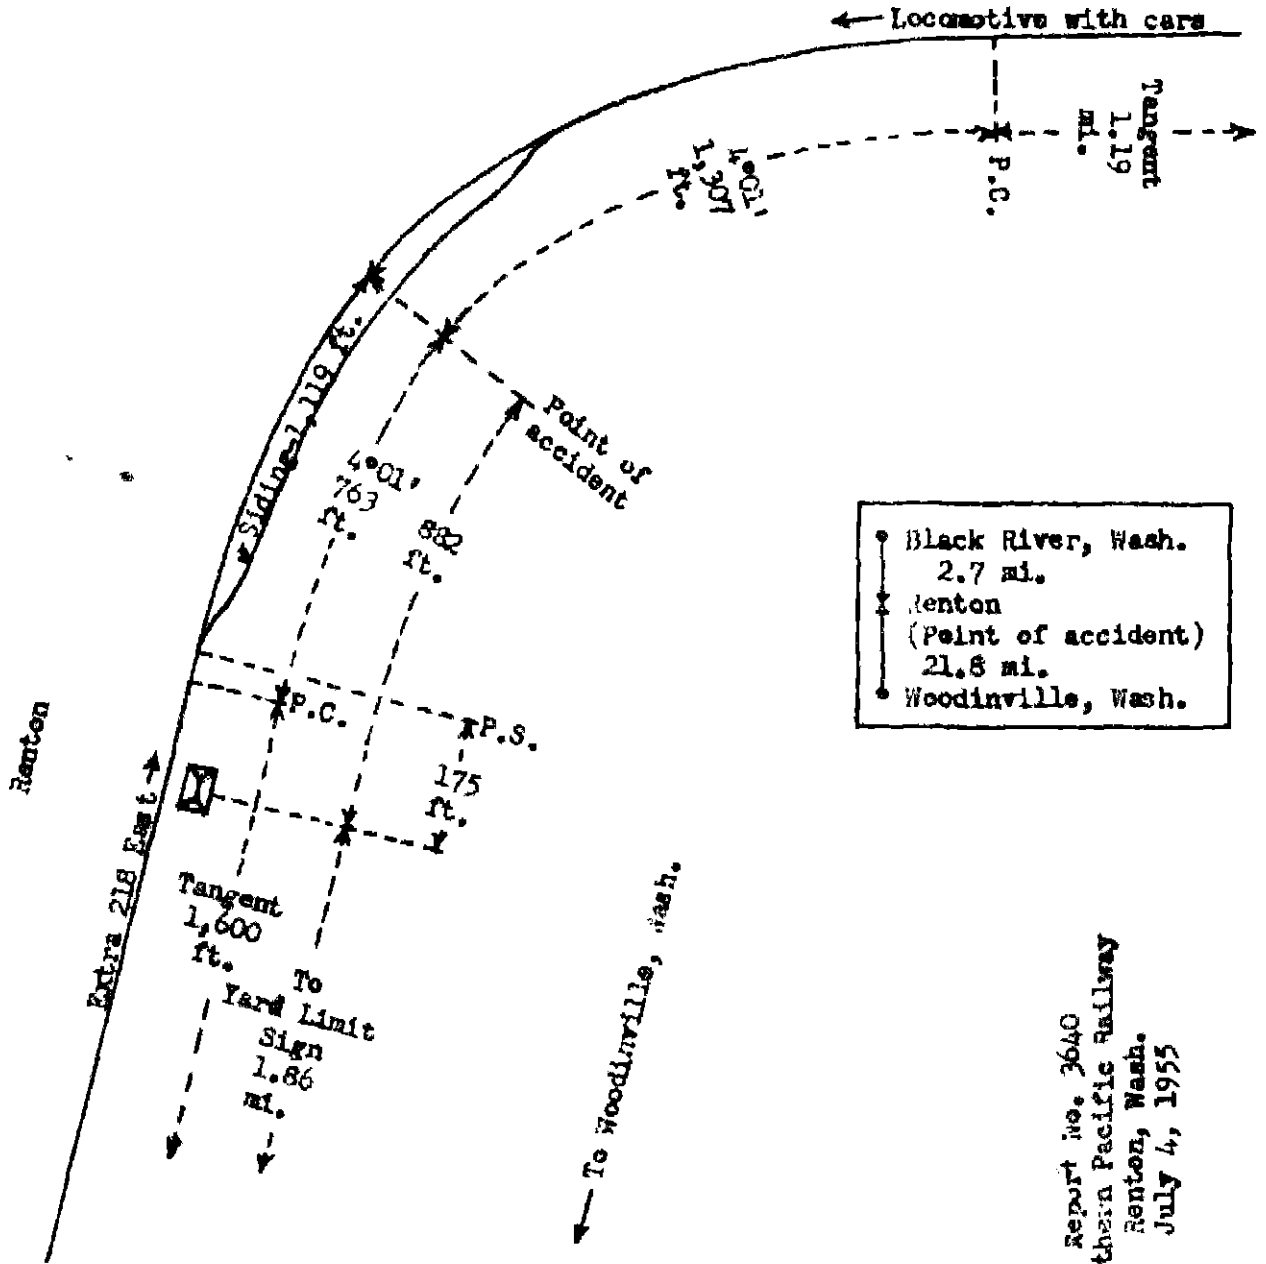 Locomotive with cars
Tangent
1.19
mi.
P.C.
4°01'
1,307
ft.
Siding-1,119 ft.
Point of
accident
4°01'
763
ft.
882
ft.
Black River, Wash.
2.7 mi.
Renton
(Point of accident)
21.8 mi.
Woodinville, Wash.
P.C.
P.S.
175
ft.
Renton
Extra 218 East
Tangent
1,600
ft.
To
Yard Limit
Sign
1.86
mi.
To Woodinville, Wash.
Report No. 3640
thern Pacific Railway
Renton, Wash.
July 4, 1955